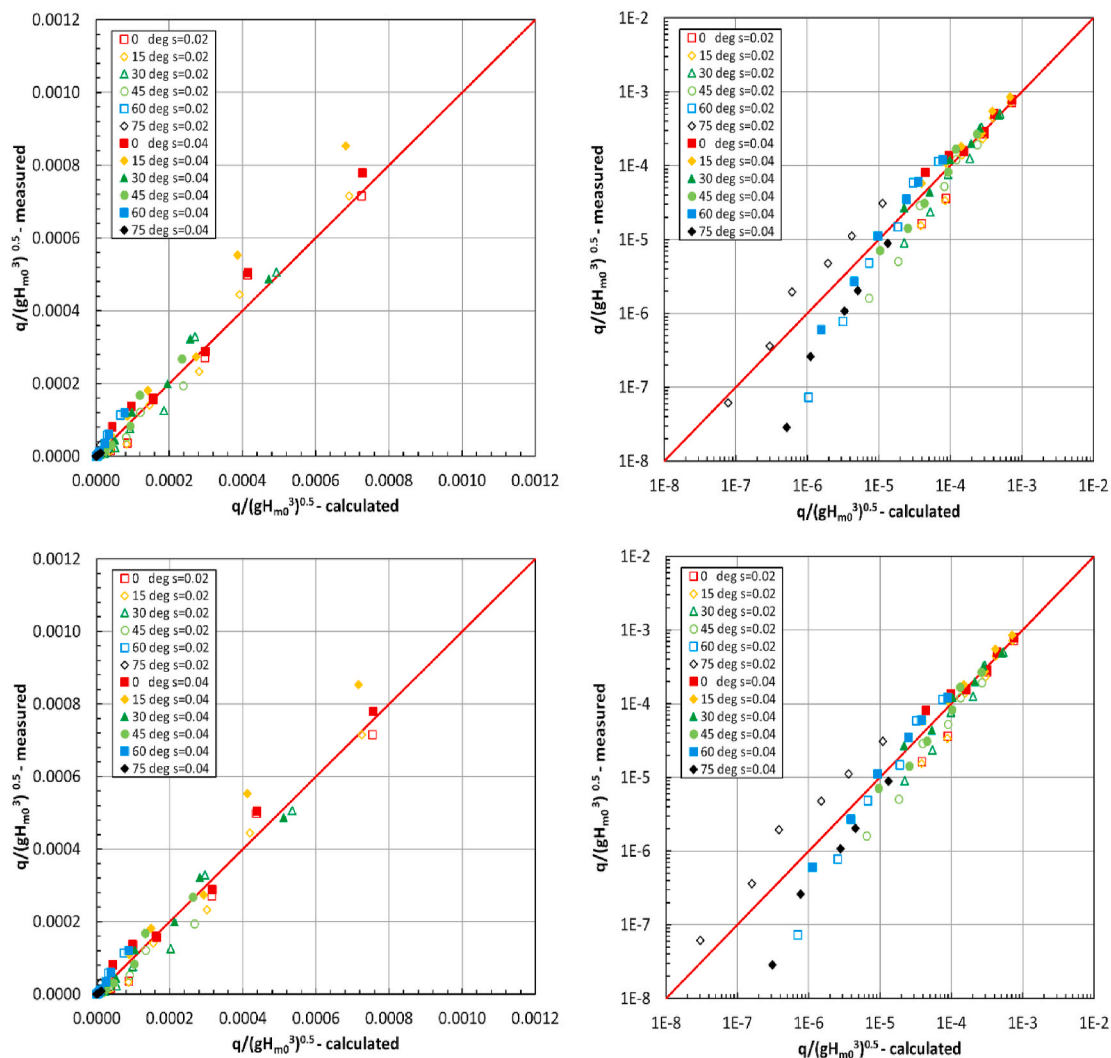 0.0012
0.0010
0.0008
0.0006
0.0004
0.0002
0.0000
q/(gHm0³)⁰·⁵ - measured
0 deg s=0.02
15 deg s=0.02
30 deg s=0.02
45 deg s=0.02
60 deg s=0.02
75 deg s=0.02
0 deg s=0.04
15 deg s=0.04
30 deg s=0.04
45 deg s=0.04
60 deg s=0.04
75 deg s=0.04
0.0000 0.0002 0.0004 0.0006 0.0008 0.0010 0.0012
q/(gHm0³)⁰·⁵ - calculated
1E-2
1E-3
1E-4
1E-5
1E-6
1E-7
1E-8
q/(gHm0³)⁰·⁵ - measured
0 deg s=0.02
15 deg s=0.02
30 deg s=0.02
45 deg s=0.02
60 deg s=0.02
75 deg s=0.02
0 deg s=0.04
15 deg s=0.04
30 deg s=0.04
45 deg s=0.04
60 deg s=0.04
75 deg s=0.04
1E-8 1E-7 1E-6 1E-5 1E-4 1E-3 1E-2
q/(gHm0³)⁰·⁵ - calculated
0.0012
0.0010
0.0008
0.0006
0.0004
0.0002
0.0000
q/(gHm0³)⁰·⁵ - measured
0 deg s=0.02
15 deg s=0.02
30 deg s=0.02
45 deg s=0.02
60 deg s=0.02
75 deg s=0.02
0 deg s=0.04
15 deg s=0.04
30 deg s=0.04
45 deg s=0.04
60 deg s=0.04
75 deg s=0.04
0.0000 0.0002 0.0004 0.0006 0.0008 0.0010 0.0012
q/(gHm0³)⁰·⁵ - calculated
1E-2
1E-3
1E-4
1E-5
1E-6
1E-7
1E-8
q/(gHm0³)⁰·⁵ - measured
0 deg s=0.02
15 deg s=0.02
30 deg s=0.02
45 deg s=0.02
60 deg s=0.02
75 deg s=0.02
0 deg s=0.04
15 deg s=0.04
30 deg s=0.04
45 deg s=0.04
60 deg s=0.04
75 deg s=0.04
1E-8 1E-7 1E-6 1E-5 1E-4 1E-3 1E-2
q/(gHm0³)⁰·⁵ - calculated